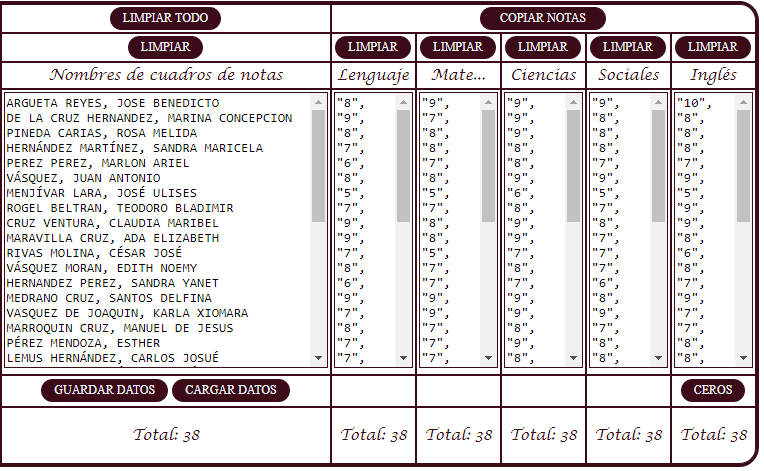 LIMPIAR TODO COPIAR NOTAS
LIMPIAR LIMPIAR LIMPIAR LIMPIAR LIMPIAR LIMPIAR
Nombres de cuadros de notas Lenguaje Mate... Ciencias Sociales Inglés
ARGUETA REYES, JOSE BENEDICTO "8", "9", "9", "9", "10",
DE LA CRUZ HERNANDEZ, MARINA CONCEPCION "9", "7", "9", "8", "8",
PINEDA CARIAS, ROSA MELIDA "8", "8", "8", "8", "8",
HERNÁNDEZ MARTÍNEZ, SANDRA MARICELA "7", "8", "8", "8", "8",
PEREZ PEREZ, MARLON ARIEL "6", "7", "8", "7", "7",
VÁSQUEZ, JUAN ANTONIO "8", "8", "9", "9", "9",
MENJÍVAR LARA, JOSÉ ULISES "5", "5", "6", "5", "5",
ROGEL BELTRAN, TEODORO BLADIMIR "7", "7", "8", "8", "9",
CRUZ VENTURA, CLAUDIA MARIBEL "9", "8", "9", "8", "9",
MARAVILLA CRUZ, ADA ELIZABETH "9", "8", "9", "7", "8",
RIVAS MOLINA, CÉSAR JOSÉ "7", "5", "7", "7", "6",
VÁSQUEZ MORAN, EDITH NOEMY "8", "7", "8", "7", "8",
HERNANDEZ PEREZ, SANDRA YANET "6", "7", "7", "6", "7",
MEDRANO CRUZ, SANTOS DELFINA "9", "9", "9", "8", "9",
VASQUEZ DE JOAQUIN, KARLA XIOMARA "7", "9", "7", "9", "7",
MARROQUIN CRUZ, MANUEL DE JESUS "8", "7", "7", "7", "7",
PÉREZ MENDOZA, ESTHER "7", "7", "9", "8", "8",
LEMUS HERNÁNDEZ, CARLOS JOSUÉ "7", "7", "8", "8", "8",
GUARDAR DATOS CARGAR DATOS CEROS
Total: 38 Total: 38 Total: 38 Total: 38 Total: 38 Total: 38